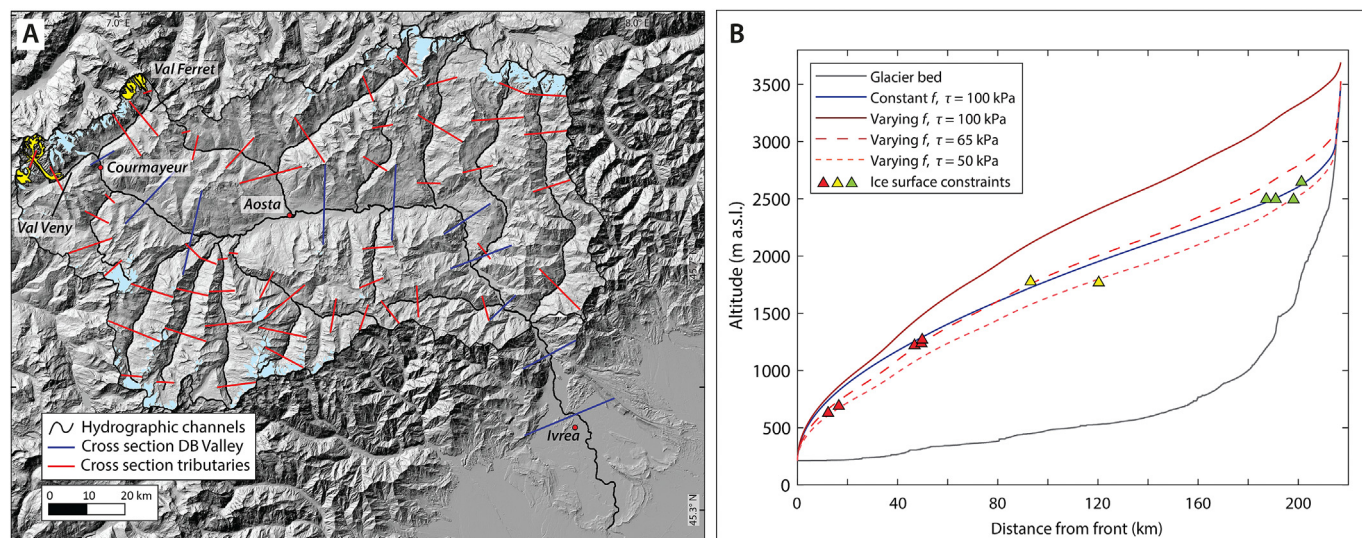 A
7.0° E
8.0° E
Val Ferret
Courmayeur
Aosta
Val Veny
Ivrea
Hydrographic channels
Cross section DB Valley
Cross section tributaries
0 10 20 km
45.3° N
B
Glacier bed
Constant f, τ = 100 kPa
Varying f, τ = 100 kPa
Varying f, τ = 65 kPa
Varying f, τ = 50 kPa
Ice surface constraints
3500
3000
2500
2000
1500
1000
500
0
Altitude (m a.s.l.)
0 40 80 120 160 200
Distance from front (km)